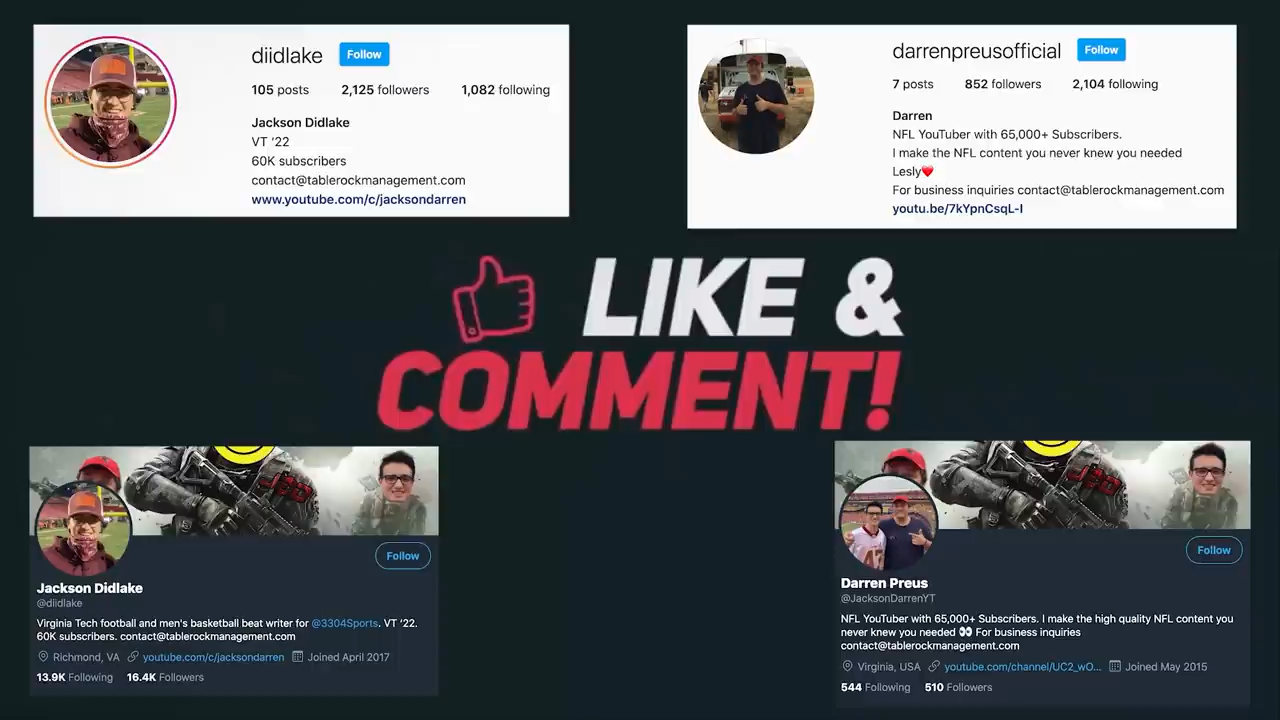 diidlake Follow
105 posts 2,125 followers 1,082 following
Jackson Didlake
VT ‘22
60K subscribers
contact@tablerockmanagement.com
www.youtube.com/c/jacksondarren
darrenpreusofficial Follow
7 posts 852 followers 2,104 following
Darren
NFL YouTuber with 65,000+ Subscribers.
I make the NFL content you never knew you needed
Lesly❤️
For business inquiries contact@tablerockmanagement.com
youtu.be/7kYpnCsqL-I
LIKE &
COMMENT!
Follow
Jackson Didlake
@diidlake
Virginia Tech football and men's basketball beat writer for @3304Sports. VT ‘22.
60K subscribers. contact@tablerockmanagement.com
Richmond, VA youtube.com/c/jacksondarren Joined April 2017
13.9K Following 16.4K Followers
Follow
Darren Preus
@JacksonDarrenYT
NFL YouTuber with 65,000+ Subscribers. I make the high quality NFL content you
never knew you needed 👀 For business inquiries
contact@tablerockmanagement.com
Virginia, USA youtube.com/channel/UC2_wO... Joined May 2015
544 Following 510 Followers